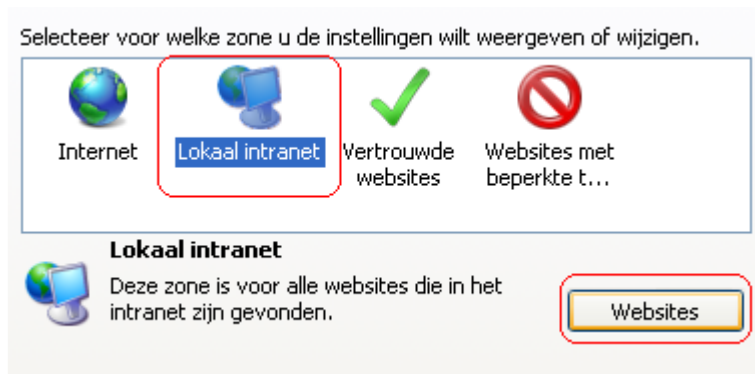 Selecteer voor welke zone u de instellingen wilt weergeven of wijzigen.
Internet
Lokaal intranet
Vertrouwde
websites
Websites met
beperkte t...
Lokaal intranet
Deze zone is voor alle websites die in het
intranet zijn gevonden.
Websites